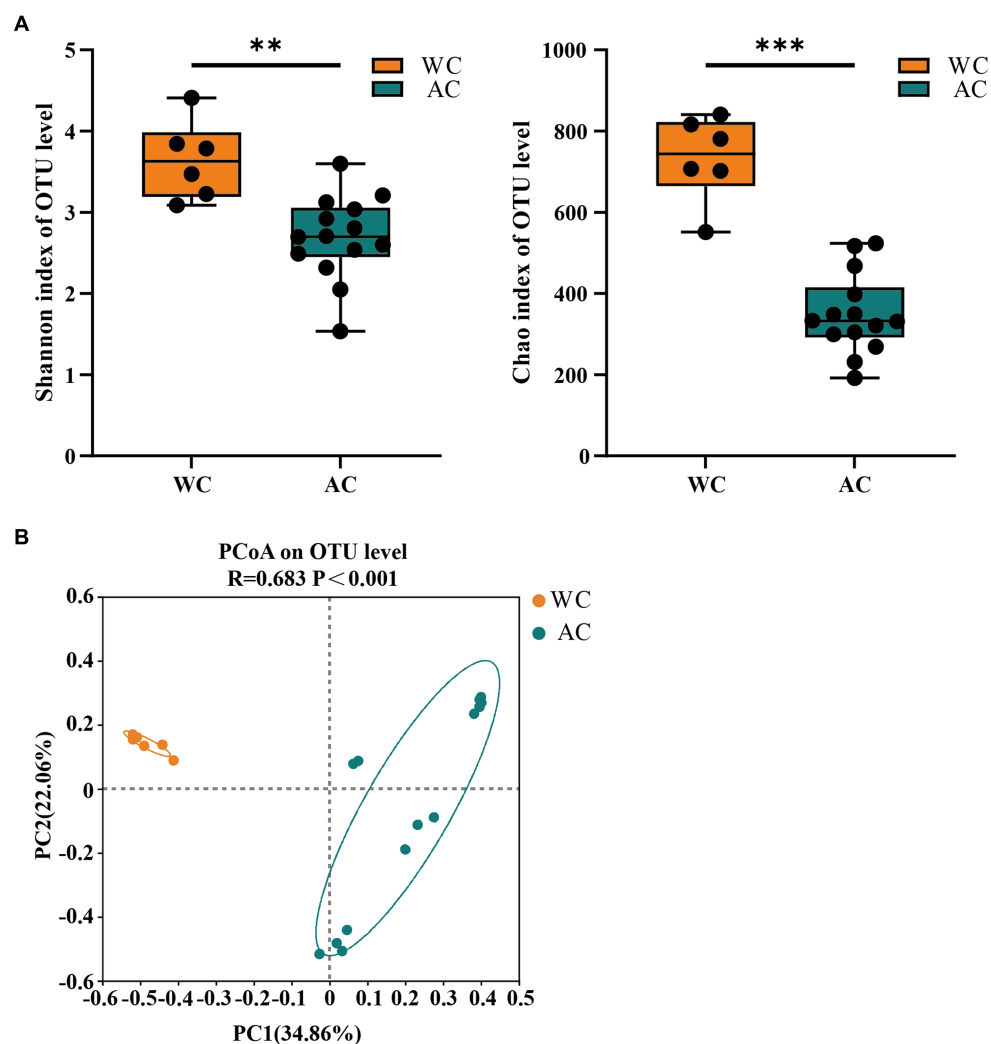 A
**
WC
AC
5
4
3
2
1
0
Shannon index of OTU level
WC AC
***
WC
AC
1000
800
600
400
200
0
Chao index of OTU level
WC AC
B
PCoA on OTU level
R=0.683 P<0.001
WC
AC
0.6
0.4
0.2
0
-0.2
-0.4
-0.6
PC2(22.06%)
-0.6 -0.5 -0.4 -0.3 -0.2 -0.1 0 0.1 0.2 0.3 0.4 0.5
PC1(34.86%)